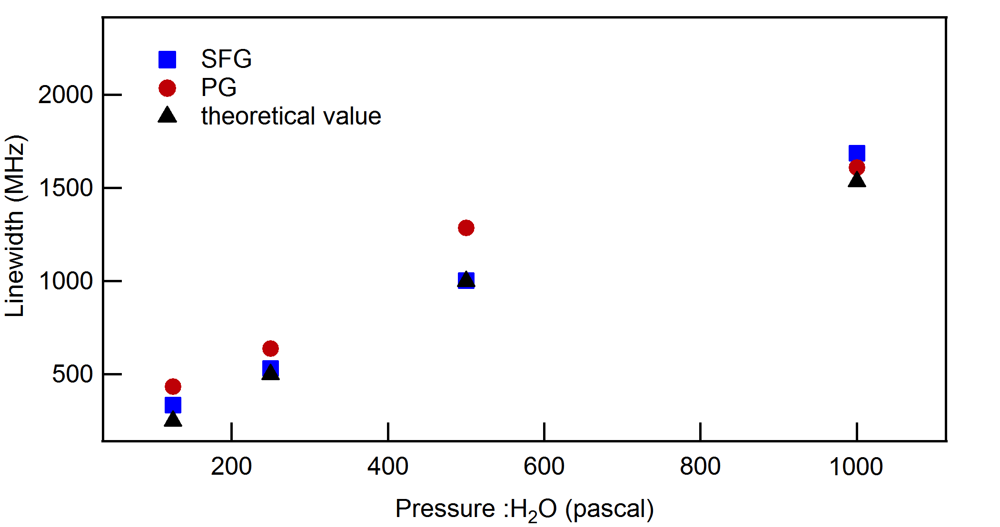 SFG
PG
theoretical value
2000
1500
1000
500
Linewidth (MHz)
200 400 600 800 1000
Pressure :H₂O (pascal)